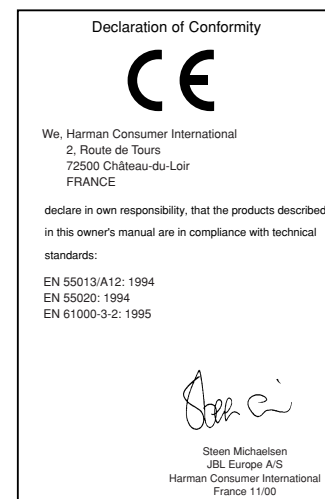 Declaration of Conformity
CE
We, Harman Consumer International
2, Route de Tours
72500 Château-du-Loir
FRANCE
declare in own responsibility, that the products described
in this owner's manual are in compliance with technical
standards:
EN 55013/A12: 1994
EN 55020: 1994
EN 61000-3-2: 1995
Steen Michaelsen
JBL Europe A/S
Harman Consumer International
France 11/00